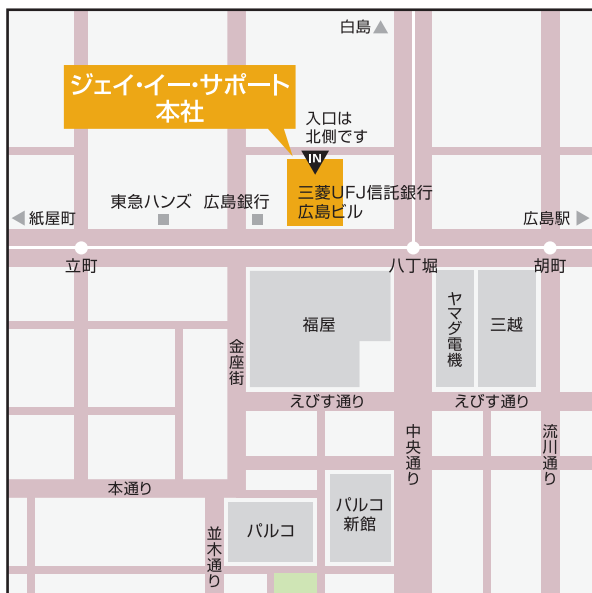 白島
ジェイ・イー・サポート
本社
入口は
北側です
IN
東急ハンズ
広島銀行
三菱UFJ信託銀行
広島ビル
紙屋町
広島駅
立町
八丁堀
胡町
福屋
ヤマダ電機
三越
金座街
えびす通り
えびす通り
中央通り
流川通り
本通り
パルコ
新館
パルコ
並木通り